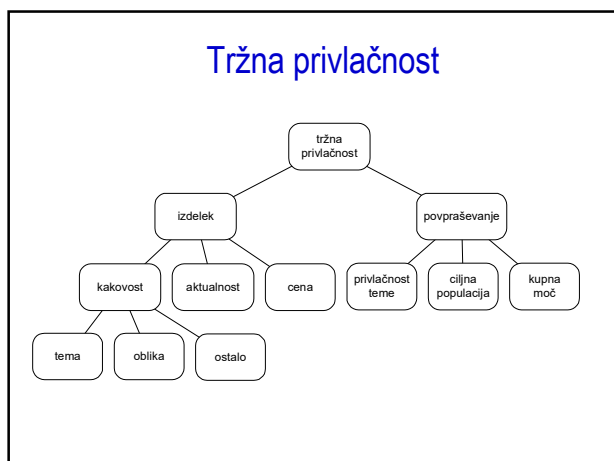 Tržna privlačnost
tržna
privlačnost
izdelek
povpraševanje
kakovost
aktualnost
cena
privlačnost
teme
ciljna
populacija
kupna
moč
tema
oblika
ostalo